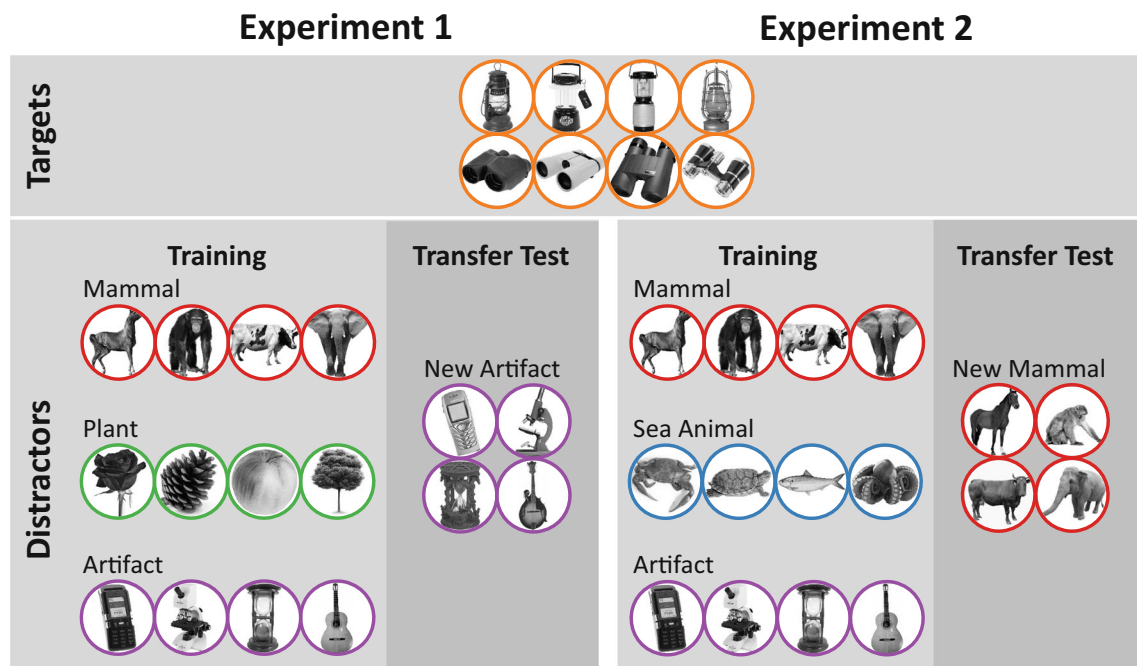 Experiment 1
Experiment 2
Targets
Distractors
Training
Transfer Test
Mammal
New Artifact
Plant
Artifact
Training
Transfer Test
Mammal
New Mammal
Sea Animal
Artifact